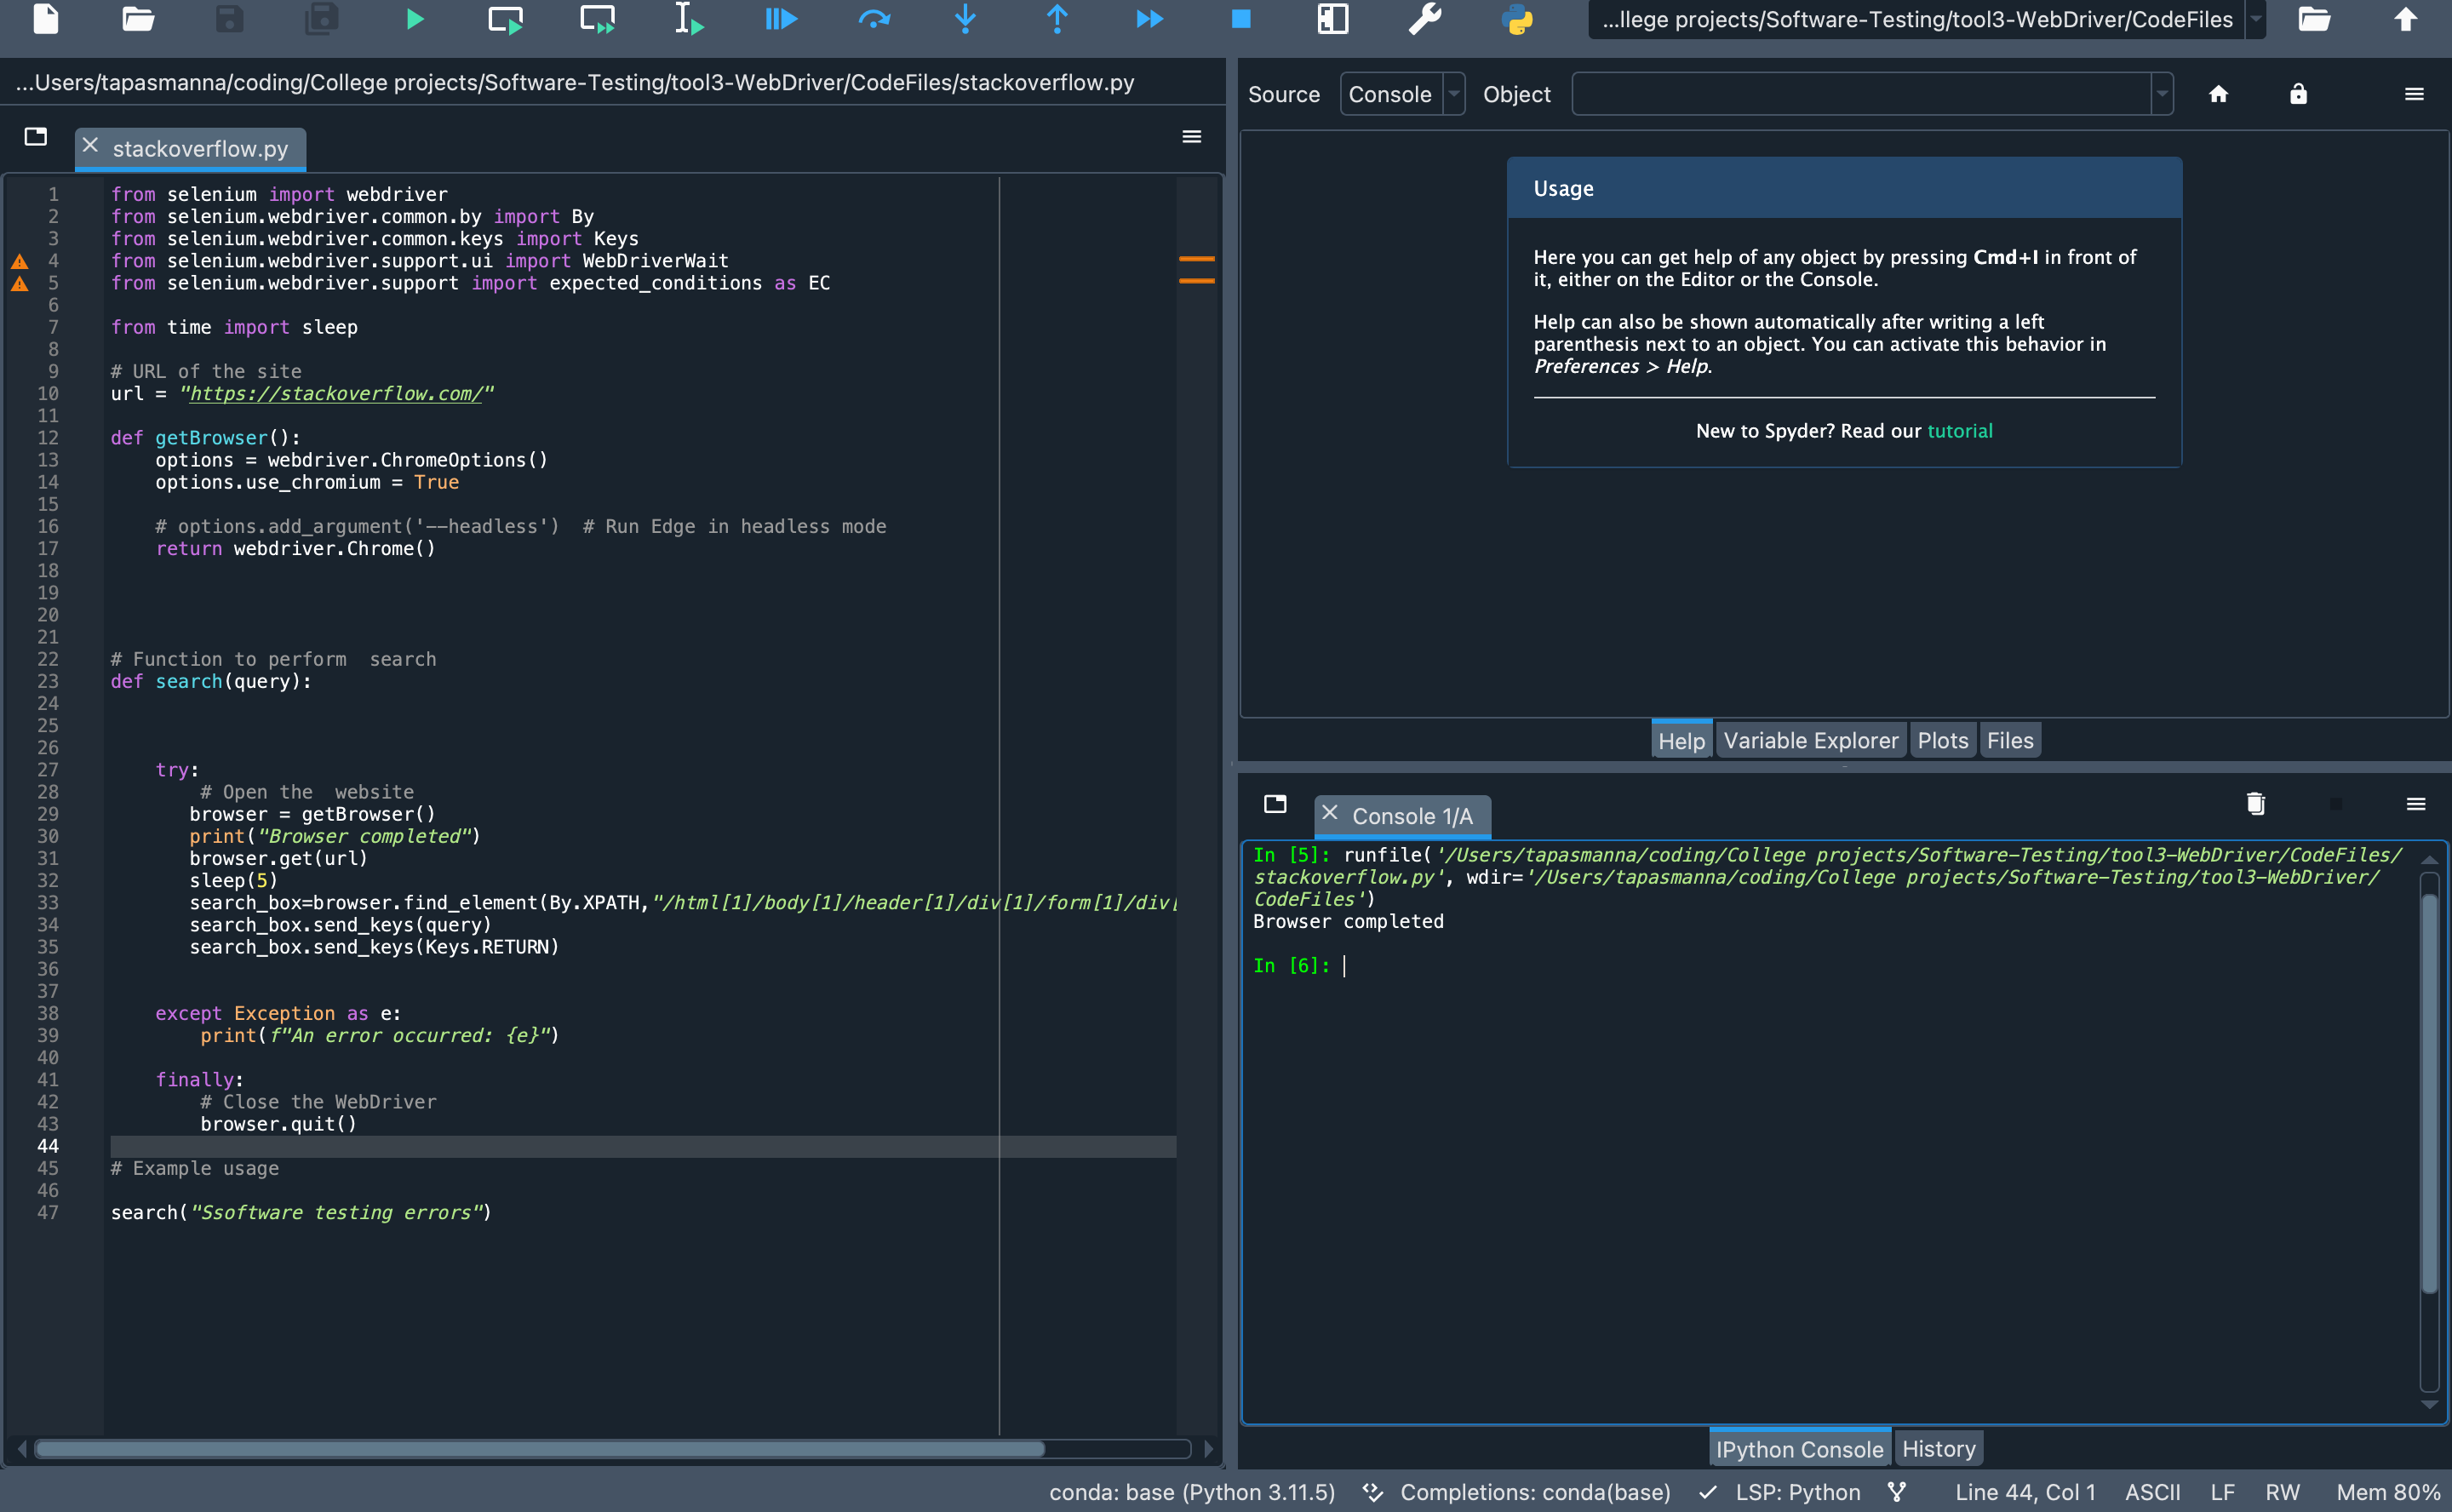 ...llege projects/Software-Testing/tool3-WebDriver/CodeFiles
...Users/tapasmanna/coding/College projects/Software-Testing/tool3-WebDriver/CodeFiles/stackoverflow.py
stackoverflow.py
1 from selenium import webdriver
2 from selenium.webdriver.common.by import By
3 from selenium.webdriver.common.keys import Keys
4 from selenium.webdriver.support.ui import WebDriverWait
5 from selenium.webdriver.support import expected_conditions as EC
6
7 from time import sleep
8
9 # URL of the site
10 url = "https://stackoverflow.com/"
11
12 def getBrowser():
13     options = webdriver.ChromeOptions()
14     options.use_chromium = True
15
16     # options.add_argument('--headless')  # Run Edge in headless mode
17     return webdriver.Chrome()
18
19
20
21
22 # Function to perform  search
23 def search(query):
24
25
26
27     try:
28         # Open the  website
29        browser = getBrowser()
30        print("Browser completed")
31        browser.get(url)
32        sleep(5)
33        search_box=browser.find_element(By.XPATH,"/html[1]/body[1]/header[1]/div[1]/form[1]/div[
34        search_box.send_keys(query)
35        search_box.send_keys(Keys.RETURN)
36
37
38     except Exception as e:
39         print(f"An error occurred: {e}")
40
41     finally:
42         # Close the WebDriver
43         browser.quit()
44
45 # Example usage
46
47 search("Ssoftware testing errors")
Source Console Object
Usage
Here you can get help of any object by pressing Cmd+I in front of
it, either on the Editor or the Console.
Help can also be shown automatically after writing a left
parenthesis next to an object. You can activate this behavior in
Preferences > Help.
New to Spyder? Read our tutorial
Help Variable Explorer Plots Files
Console 1/A
In [5]: runfile('/Users/tapasmanna/coding/College projects/Software-Testing/tool3-WebDriver/CodeFiles/
stackoverflow.py', wdir='/Users/tapasmanna/coding/College projects/Software-Testing/tool3-WebDriver/
CodeFiles')
Browser completed
In [6]:
IPython Console History
conda: base (Python 3.11.5) Completions: conda(base) LSP: Python Line 44, Col 1 ASCII LF RW Mem 80%